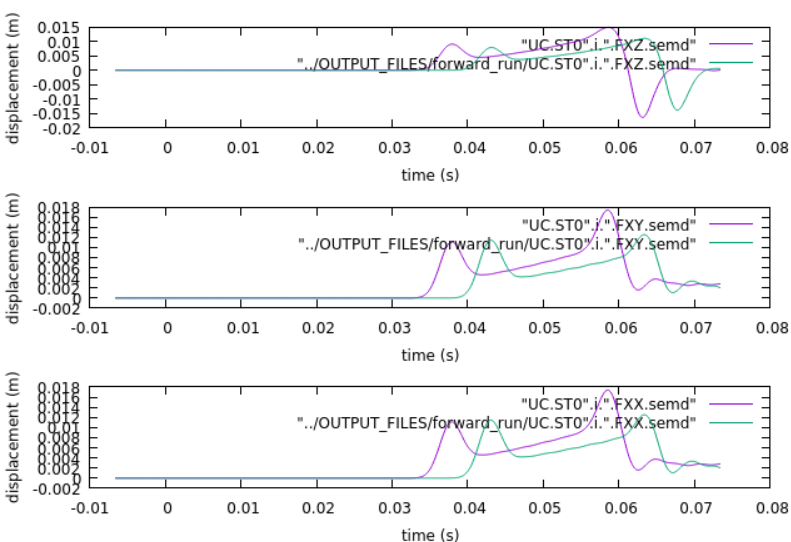 displacement (m)
0.015
0.01
0.005
0
-0.005
-0.01
-0.015
-0.02
"UC.ST0".i.".FXZ.semd"
"../OUTPUT_FILES/forward_run/UC.ST0".i.".FXZ.semd"
-0.01 0 0.01 0.02 0.03 0.04 0.05 0.06 0.07 0.08
time (s)
displacement (m)
0.018
0.016
0.014
0.012
0.01
0.008
0.006
0.004
0.002
0
-0.002
"UC.ST0".i.".FXY.semd"
"../OUTPUT_FILES/forward_run/UC.ST0".i.".FXY.semd"
-0.01 0 0.01 0.02 0.03 0.04 0.05 0.06 0.07 0.08
time (s)
displacement (m)
0.018
0.016
0.014
0.012
0.01
0.008
0.006
0.004
0.002
0
-0.002
"UC.ST0".i.".FXX.semd"
"../OUTPUT_FILES/forward_run/UC.ST0".i.".FXX.semd"
-0.01 0 0.01 0.02 0.03 0.04 0.05 0.06 0.07 0.08
time (s)